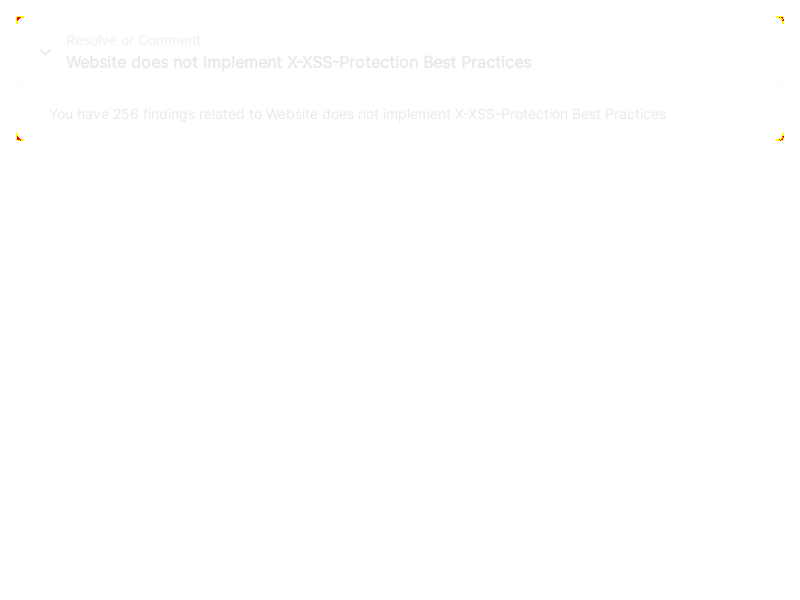 Resolve or Comment
Website does not implement X-XSS-Protection Best Practices
You have 256 findings related to Website does not implement X-XSS-Protection Best Practices